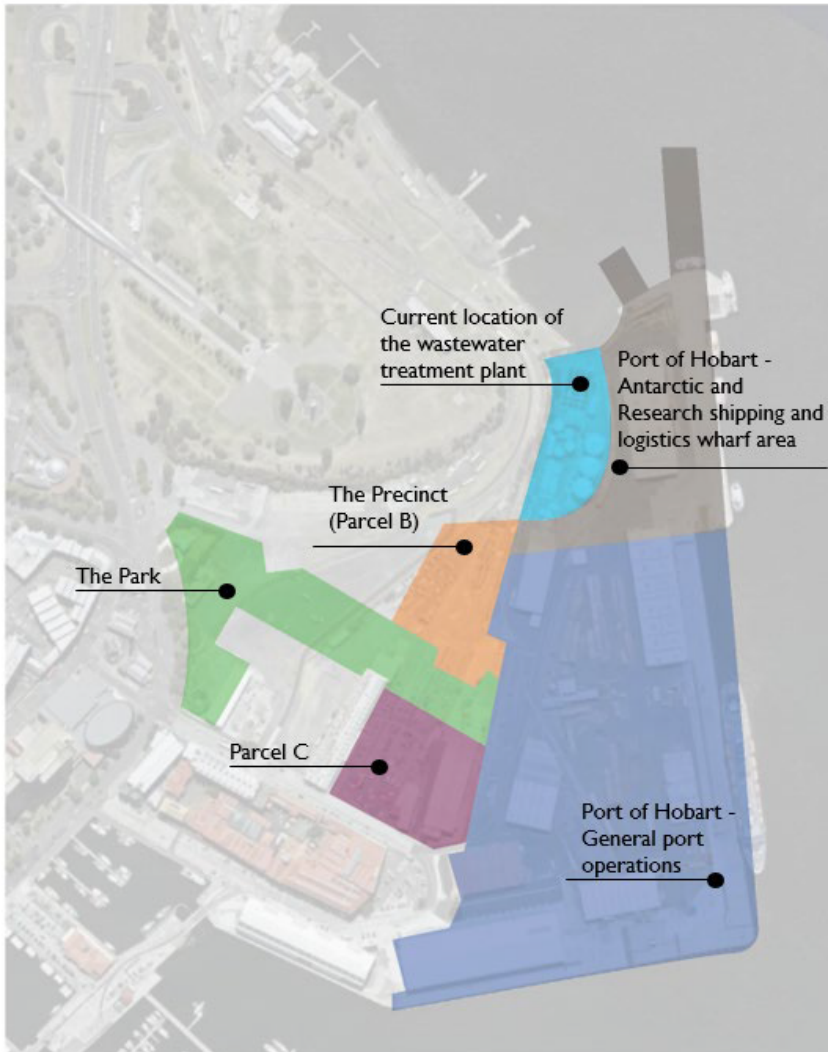 Current location of
the wastewater
treatment plant
Port of Hobart -
Antarctic and
Research shipping and
logistics wharf area
The Precinct
(Parcel B)
The Park
Parcel C
Port of Hobart -
General port
operations